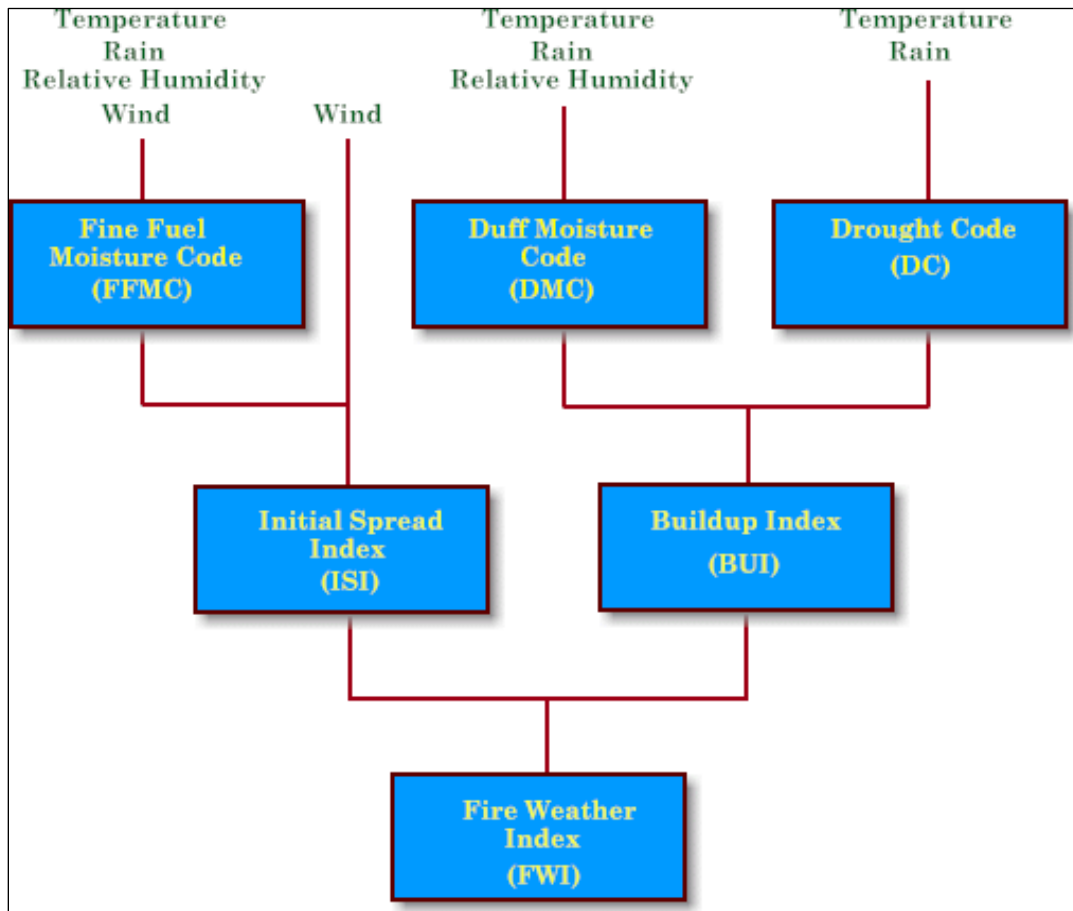 Temperature
Rain
Relative Humidity
Wind
Wind
Temperature
Rain
Relative Humidity
Temperature
Rain
Fine Fuel
Moisture Code
(FFMC)
Duff Moisture
Code
(DMC)
Drought Code
(DC)
Initial Spread
Index
(ISI)
Buildup Index
(BUI)
Fire Weather
Index
(FWI)